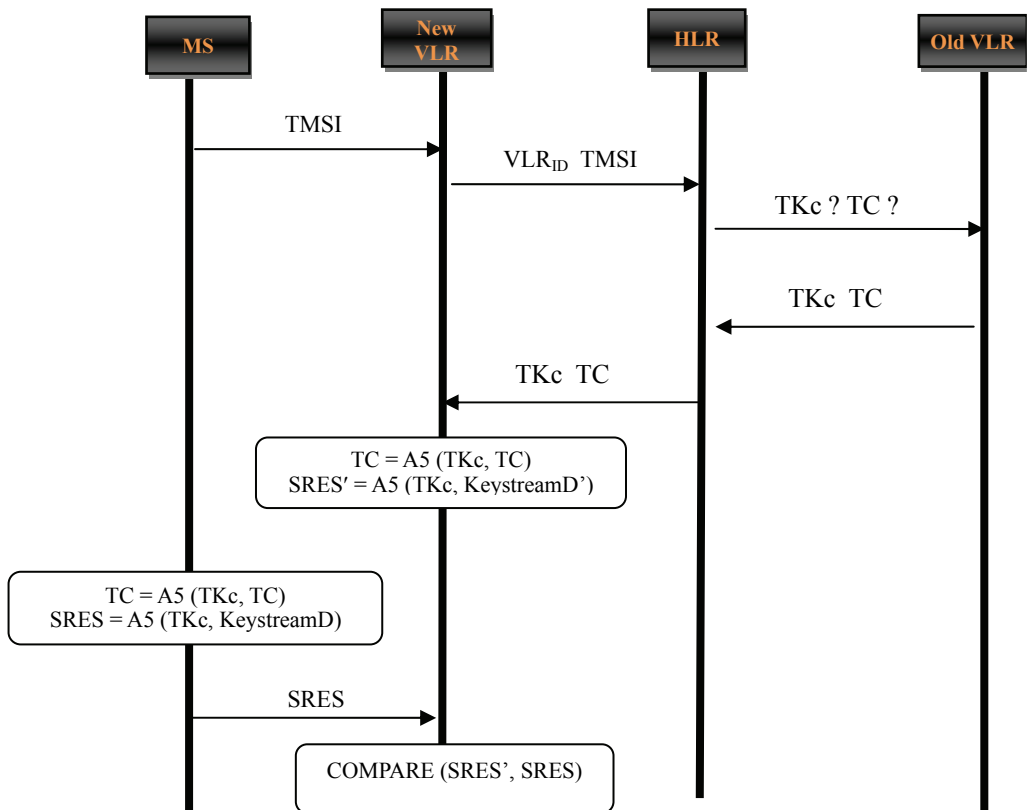 MS
New
VLR
HLR
Old VLR
TMSI
VLRID TMSI
TKc ? TC ?
TKc TC
TKc TC
TC = A5 (TKc, TC)
SRES′ = A5 (TKc, KeystreamD’)
TC = A5 (TKc, TC)
SRES = A5 (TKc, KeystreamD)
SRES
COMPARE (SRES’, SRES)